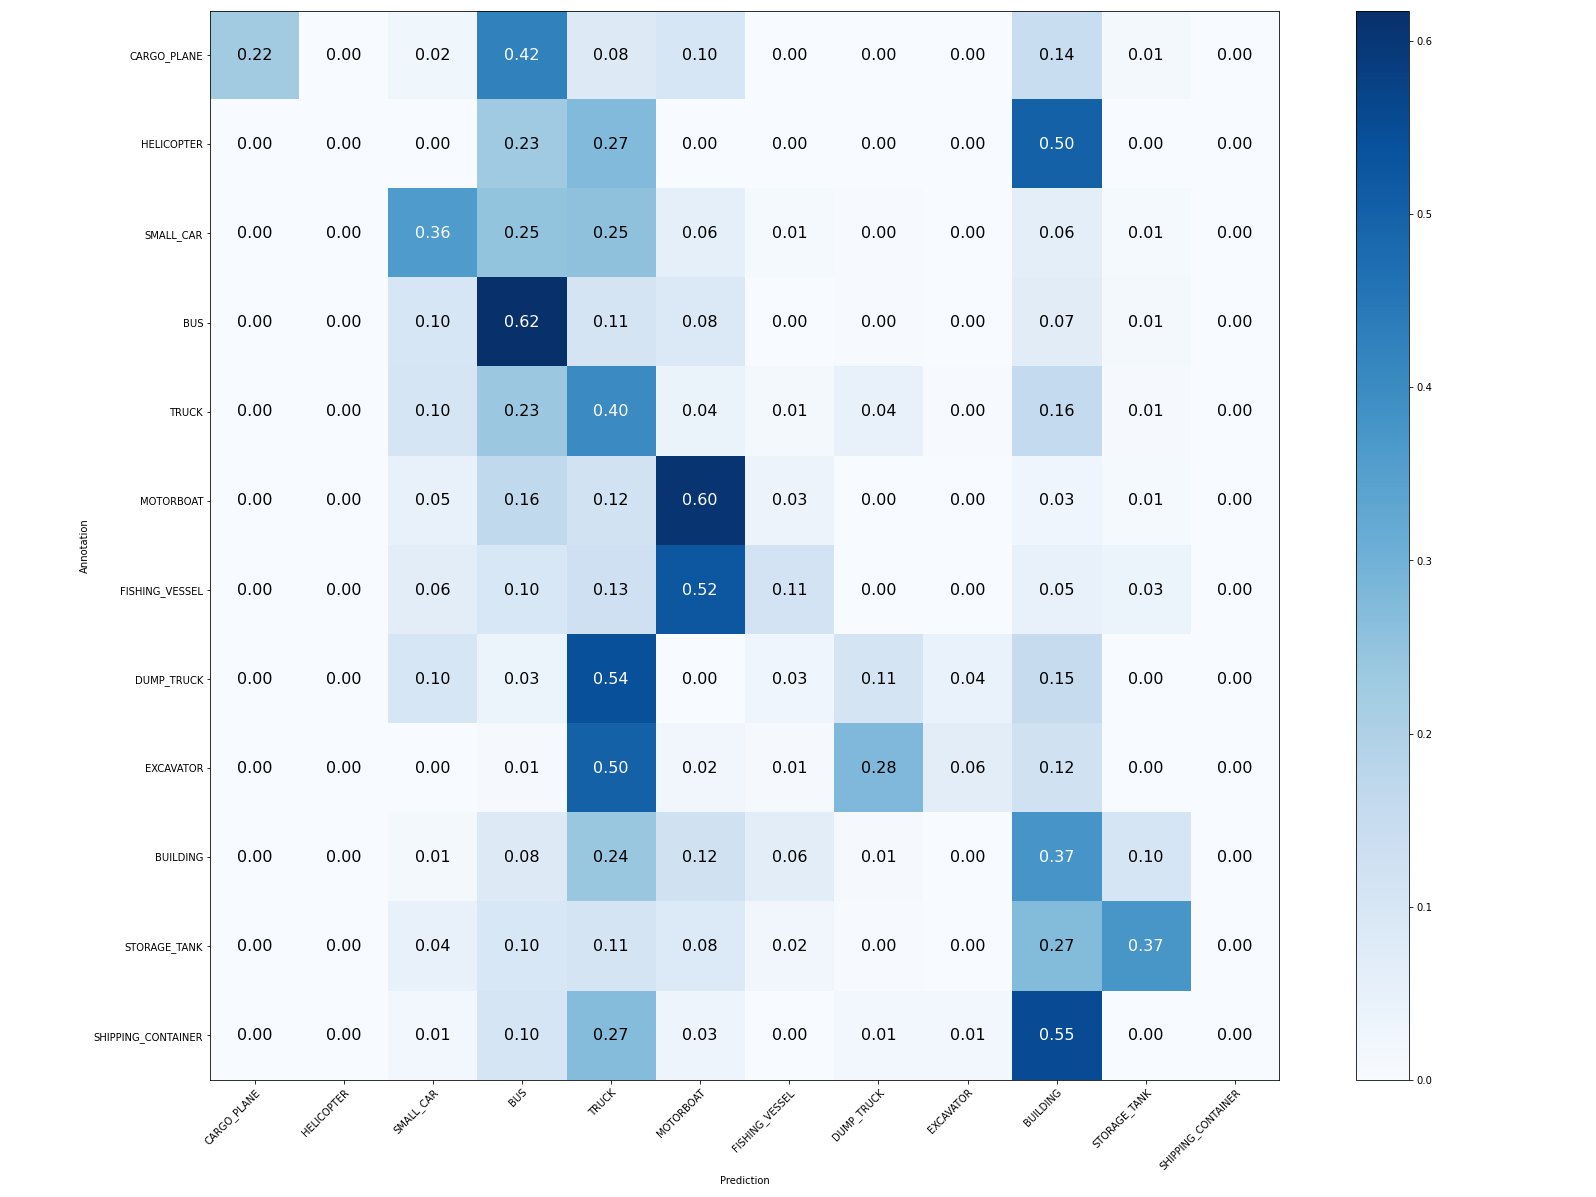 CARGO_PLANE 0.22 0.00 0.02 0.42 0.08 0.10 0.00 0.00 0.00 0.14 0.01 0.00
HELICOPTER 0.00 0.00 0.00 0.23 0.27 0.00 0.00 0.00 0.00 0.50 0.00 0.00
SMALL_CAR 0.00 0.00 0.36 0.25 0.25 0.06 0.01 0.00 0.00 0.06 0.01 0.00
BUS 0.00 0.00 0.10 0.62 0.11 0.08 0.00 0.00 0.00 0.07 0.01 0.00
TRUCK 0.00 0.00 0.10 0.23 0.40 0.04 0.01 0.04 0.00 0.16 0.01 0.00
MOTORBOAT 0.00 0.00 0.05 0.16 0.12 0.60 0.03 0.00 0.00 0.03 0.01 0.00
FISHING_VESSEL 0.00 0.00 0.06 0.10 0.13 0.52 0.11 0.00 0.00 0.05 0.03 0.00
DUMP_TRUCK 0.00 0.00 0.10 0.03 0.54 0.00 0.03 0.11 0.04 0.15 0.00 0.00
EXCAVATOR 0.00 0.00 0.00 0.01 0.50 0.02 0.01 0.28 0.06 0.12 0.00 0.00
BUILDING 0.00 0.00 0.01 0.08 0.24 0.12 0.06 0.01 0.00 0.37 0.10 0.00
STORAGE_TANK 0.00 0.00 0.04 0.10 0.11 0.08 0.02 0.00 0.00 0.27 0.37 0.00
SHIPPING_CONTAINER 0.00 0.00 0.01 0.10 0.27 0.03 0.00 0.01 0.01 0.55 0.00 0.00
CARGO_PLANE HELICOPTER SMALL_CAR BUS TRUCK MOTORBOAT FISHING_VESSEL DUMP_TRUCK EXCAVATOR BUILDING STORAGE_TANK SHIPPING_CONTAINER
Prediction
Annotation
0.6
0.5
0.4
0.3
0.2
0.1
0.0